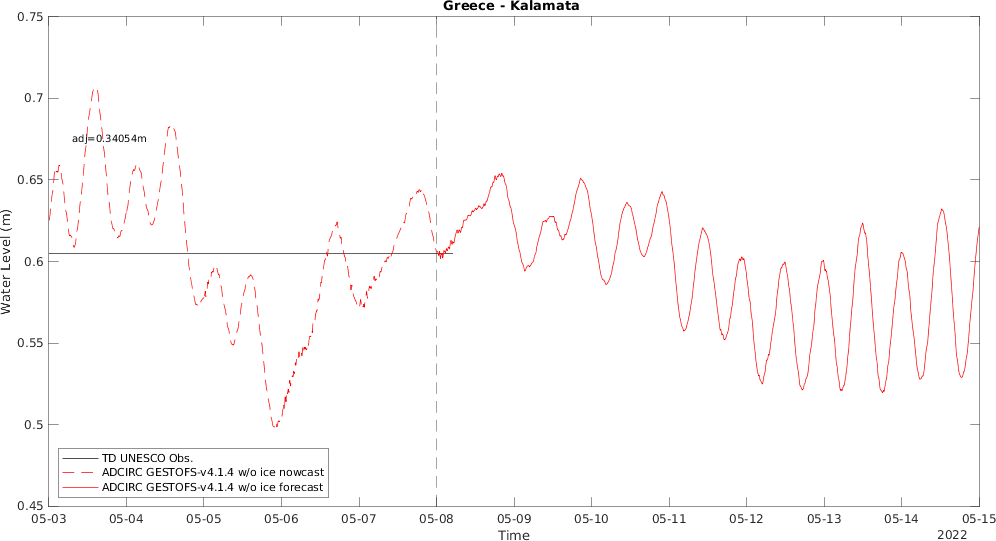 Greece - Kalamata
0.75
0.7
0.65
0.6
0.55
0.5
0.45
Water Level (m)
adj=0.34054m
TD UNESCO Obs.
ADCIRC GESTOFS-v4.1.4 w/o ice nowcast
ADCIRC GESTOFS-v4.1.4 w/o ice forecast
05-03 05-04 05-05 05-06 05-07 05-08 05-09 05-10 05-11 05-12 05-13 05-14 05-15
Time
2022